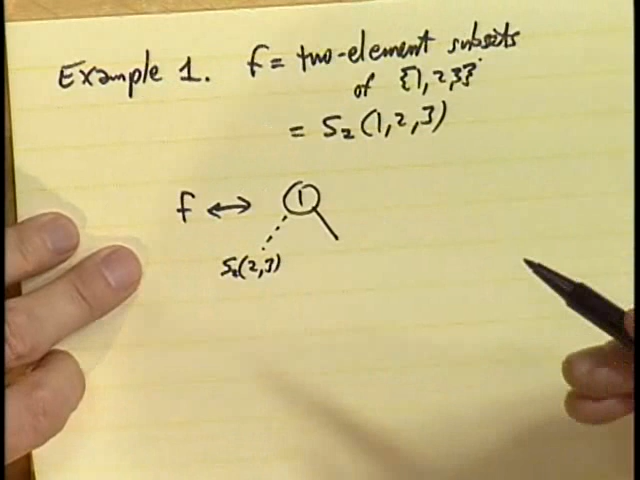 Example 1. f = two-element subsets
of {1,2,3}
= S₂(1,2,3)
f ↔ 1
S₂(2,3)